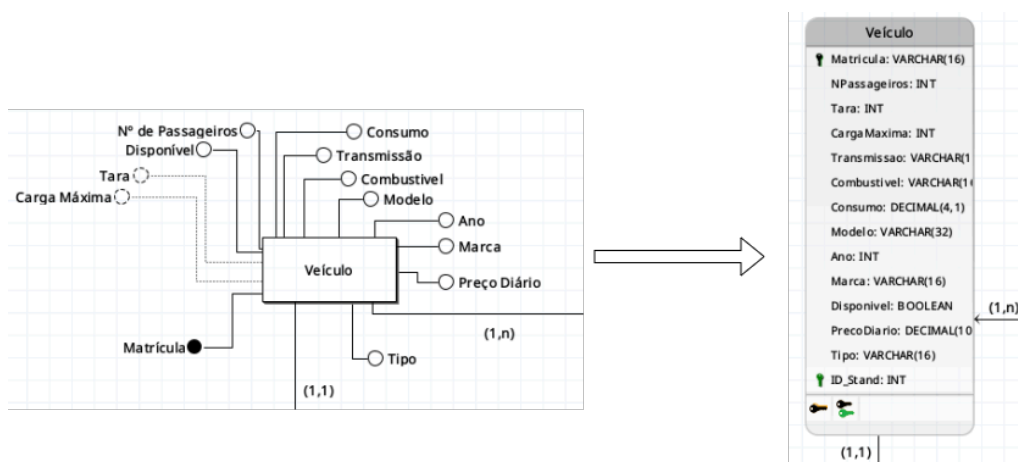 Nº de Passageiros
Disponível
Tara
Carga Máxima
Consumo
Transmissão
Combustivel
Modelo
Ano
Marca
Preço Diário
Veículo
(1,n)
Matrícula
Tipo
(1,1)
Veículo
Matricula: VARCHAR(16)
NPassageiros: INT
Tara: INT
CargaMaxima: INT
Transmissao: VARCHAR(1
Combustivel: VARCHAR(1
Consumo: DECIMAL(4,1)
Modelo: VARCHAR(32)
Ano: INT
Marca: VARCHAR(16)
Disponivel: BOOLEAN
PrecoDiario: DECIMAL(10
Tipo: VARCHAR(16)
ID_Stand: INT
(1,n)
(1,1)